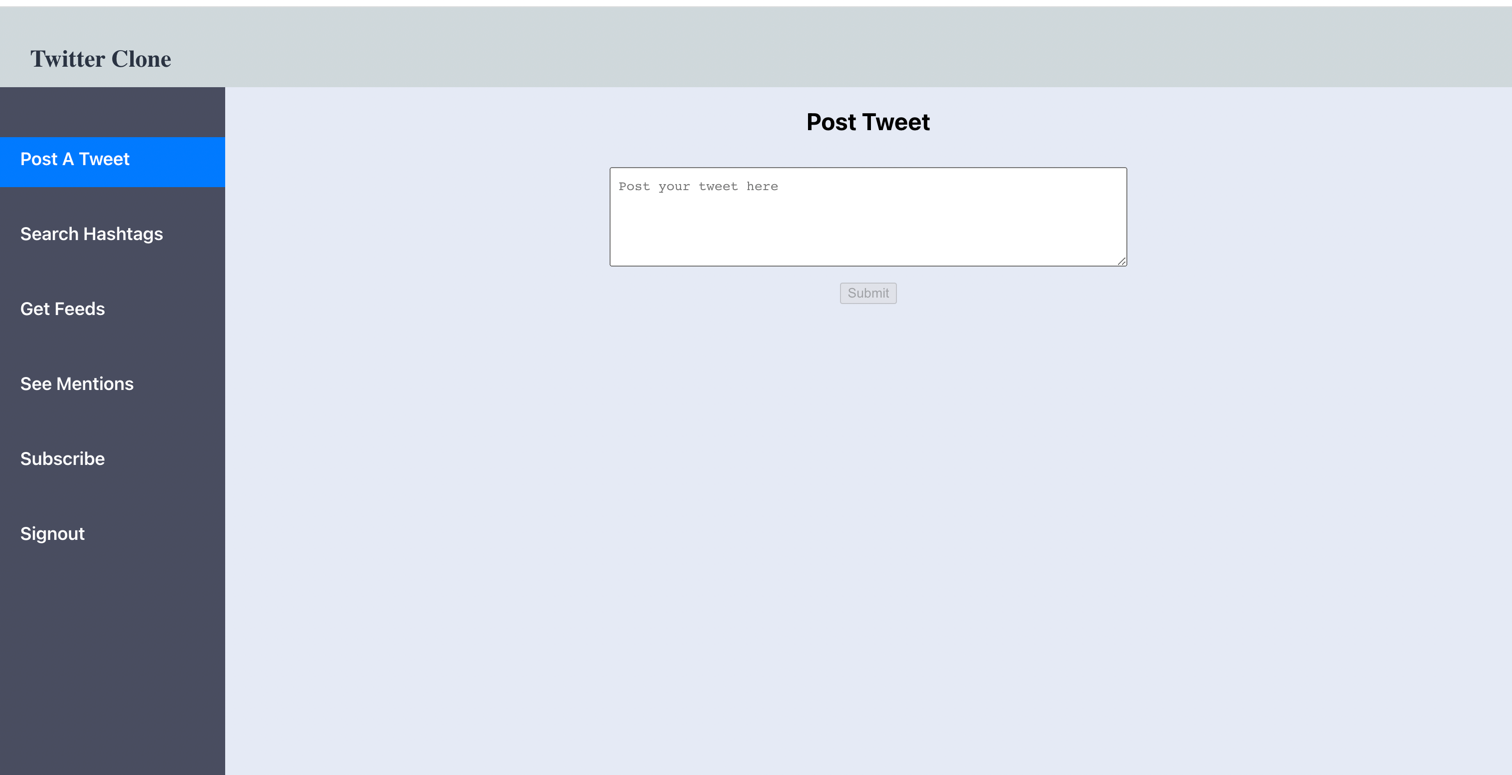 Twitter Clone
Post A Tweet
Search Hashtags
Get Feeds
See Mentions
Subscribe
Signout
Post Tweet
Post your tweet here
Submit